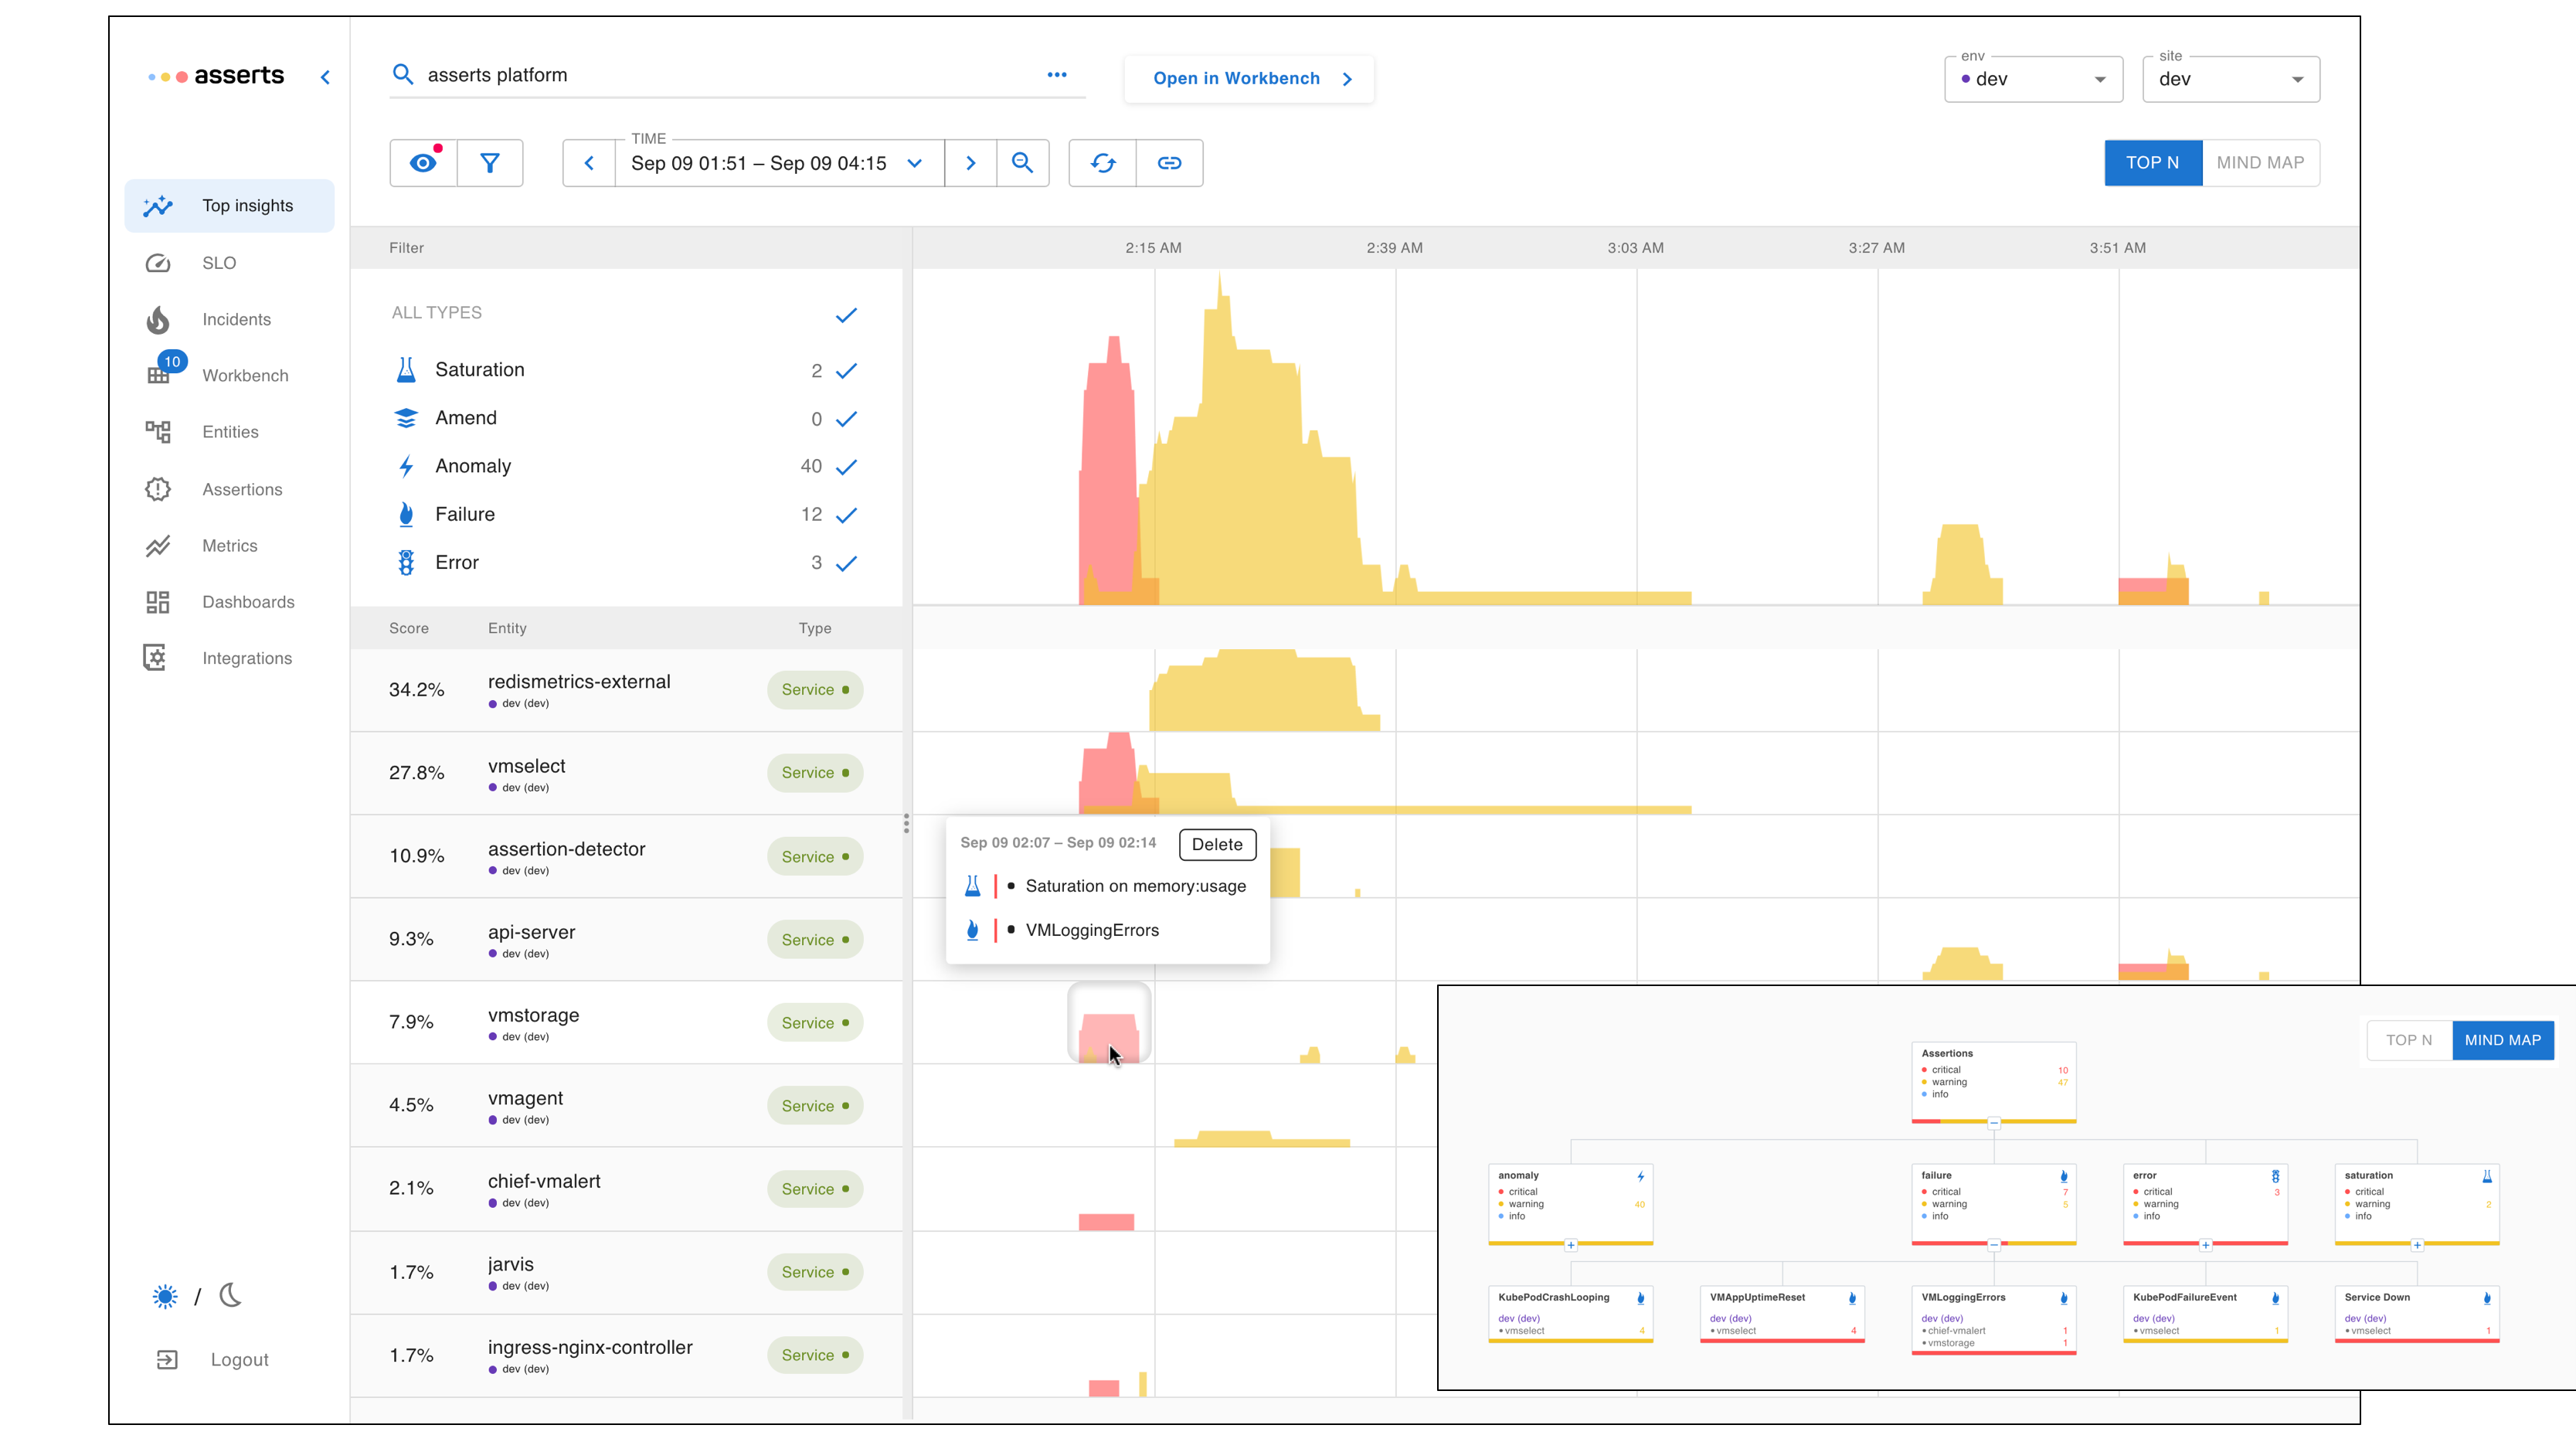 asserts
asserts platform
Open in Workbench
env
dev
site
dev
TIME
Sep 09 01:51 – Sep 09 04:15
TOP N
MIND MAP
Top insights
SLO
Incidents
10
Workbench
Entities
Assertions
Metrics
Dashboards
Integrations
/
Logout
Filter
2:15 AM
2:39 AM
3:03 AM
3:27 AM
3:51 AM
ALL TYPES
Saturation 2
Amend 0
Anomaly 40
Failure 12
Error 3
Score Entity Type
34.2% redismetrics-external Service
dev (dev)
27.8% vmselect Service
dev (dev)
10.9% assertion-detector Service
dev (dev)
9.3% api-server Service
dev (dev)
7.9% vmstorage Service
dev (dev)
4.5% vmagent Service
dev (dev)
2.1% chief-vmalert Service
dev (dev)
1.7% jarvis Service
dev (dev)
1.7% ingress-nginx-controller Service
dev (dev)
Sep 09 02:07 – Sep 09 02:14
Delete
• Saturation on memory:usage
• VMLoggingErrors
TOP N
MIND MAP
Assertions
critical 10
warning 47
info
anomaly
critical
warning 40
info
failure
critical 7
warning 5
info
error
critical 3
warning
info
saturation
critical
warning 2
info
KubePodCrashLooping
dev (dev)
• vmselect 4
VMAppUptimeReset
dev (dev)
• vmselect 4
VMLoggingErrors
dev (dev)
• chief-vmalert 1
• vmstorage 1
KubePodFailureEvent
dev (dev)
• vmselect 1
Service Down
dev (dev)
• vmselect 1